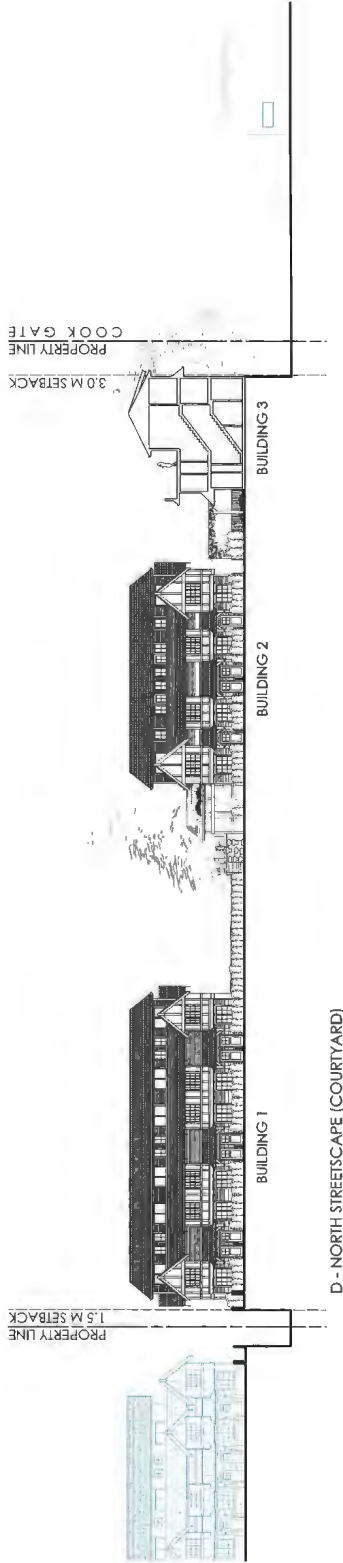 PROPERTY LINE
1.5 M SETBACK
BUILDING 1
BUILDING 2
BUILDING 3
3.0 M SETBACK
PROPERTY LINE
COOK GATE
D - NORTH STREETSCAPE (COURTYARD)